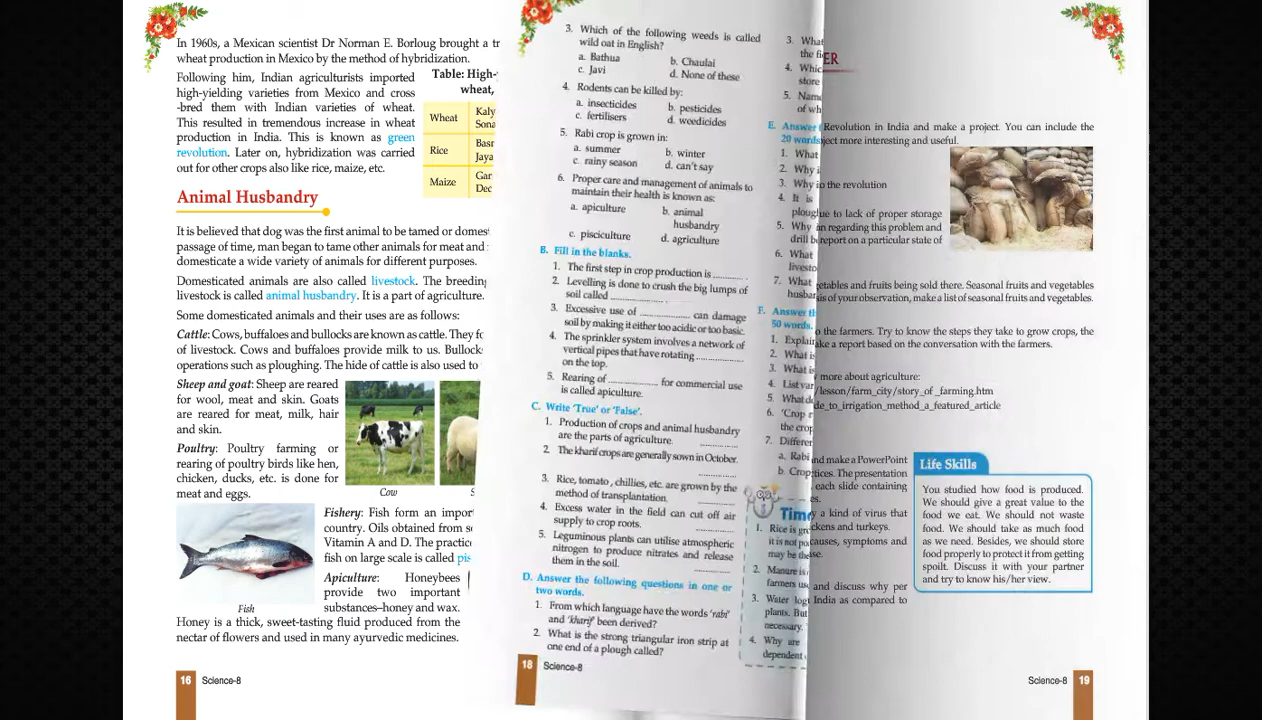 In 1960s, a Mexican scientist Dr Norman E. Borloug brought a
wheat production in Mexico by the method of hybridization.
Following him, Indian agriculturists imported
high-yielding varieties from Mexico and cross
-bred them with Indian varieties of wheat.
This resulted in tremendous increase in wheat
production in India. This is known as green
revolution. Later on, hybridization was carried
out for other crops also like rice, maize, etc.
Table: High-
wheat,
Wheat
Rice
Maize
Animal Husbandry
It is believed that dog was the first animal to be tamed or
passage of time, man began to tame other animals for meat and
domesticate a wide variety of animals for different purposes.
Domesticated animals are also called livestock. The
livestock is called animal husbandry. It is a part of agriculture.
Some domesticated animals and their uses are as follows:
Cattle: Cows, buffaloes and bullocks are known as cattle. They
of livestock. Cows and buffaloes provide milk to us.
operations such as ploughing. The hide of cattle is also used to
Sheep and goat: Sheep are reared
for wool, meat and skin. Goats
are reared for meat, milk, hair
and skin.
Poultry: Poultry farming or
rearing of poultry birds like hen,
chicken, ducks, etc. is done for
meat and eggs.
Cow
Fishery: Fish form an
country. Oils obtained from
Vitamin A and D. The
fish on large scale is called
Apiculture: Honeybees
provide two important
substances–honey and wax.
Fish
Honey is a thick, sweet-tasting fluid produced from the
nectar of flowers and used in many ayurvedic medicines.
16 Science-8
3. Which of the following weeds is called
wild oat in English?
a. Bathua b. Chaulai
c. Javi d. None of these
4. Rodents can be killed by:
a. insecticides b. pesticides
c. fertilisers d. weedicides
5. Rabi crop is grown in:
a. summer b. winter
c. rainy season d. can't say
6. Proper care and management of animals to
maintain their health is known as:
a. apiculture b. animal
husbandry
c. pisciculture d. agriculture
B. Fill in the blanks.
1. The first step in crop production is ............
2. Levelling is done to crush the big lumps of
soil called ............
3. Excessive use of ............ can damage
soil by making it either too acidic or too basic.
4. The sprinkler system involves a network of
vertical pipes that have rotating ............
on the top.
5. Rearing of ............ for commercial use
is called apiculture.
C. Write 'True' or 'False'.
1. Production of crops and animal husbandry
are the parts of agriculture. ............
2. The kharif crops are generally sown in October.
............
3. Rice, tomato, chillies, etc. are grown by the
method of transplantation. ............
4. Excess water in the field can cut off air
supply to crop roots. ............
5. Leguminous plants can utilise atmospheric
nitrogen to produce nitrates and release
them in the soil. ............
D. Answer the following questions in one or
two words.
1. From which language have the words 'rabi'
and 'kharif' been derived?
2. What is the strong triangular iron strip at
one end of a plough called?
18 Science-8
3. What
the
4.
store
5.
of
E. Answer
20 words
1. What
2. Why
3. Why
4. It is
5. Why
drill
6. What
7. What
F. Answer
50 words.
1. Explain
2. What is
3. What is
4. List
5. What
6. 'Crop
the crop
7.
a. Rabi
b. Crop
Time
1. Rice is
it is not
may be the
2. Manure is
farmers
3. Water
plants. But
necessary.
4. Why are
dependent
Revolution in India and make a project. You can include the
more interesting and useful.
the revolution
due to lack of proper storage
regarding this problem and
report on a particular state of
and fruits being sold there. Seasonal fruits and vegetables
of your observation, make a list of seasonal fruits and vegetables.
the farmers. Try to know the steps they take to grow crops, the
a report based on the conversation with the farmers.
more about agriculture:
/lesson/farm_city/story_of_farming.htm
_to_irrigation_method_a_featured_article
and make a PowerPoint
The presentation
each slide containing
a kind of virus that
and turkeys.
causes, symptoms and
and discuss why per
India as compared to
Life Skills
You studied how food is produced.
We should give a great value to the
food we eat. We should not waste
food. We should take as much food
as we need. Besides, we should store
food properly to protect it from getting
spoilt. Discuss it with your partner
and try to know his/her view.
Science-8 19